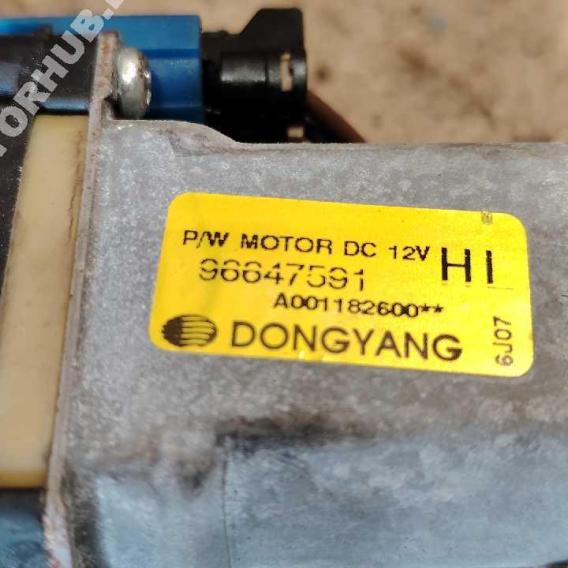 P/W MOTOR DC 12V
HI
96647591
A001182600**
DONGYANG
6J07